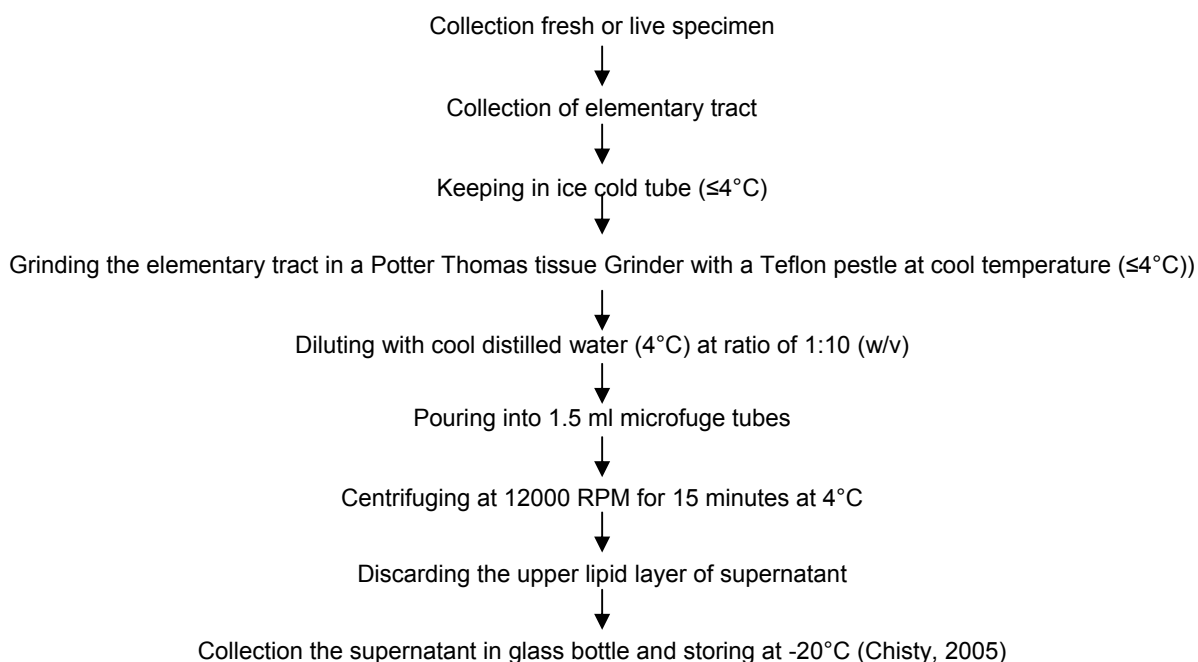 Collection fresh or live specimen
Collection of elementary tract
Keeping in ice cold tube (≤4°C)
Grinding the elementary tract in a Potter Thomas tissue Grinder with a Teflon pestle at cool temperature (≤4°C))
Diluting with cool distilled water (4°C) at ratio of 1:10 (w/v)
Pouring into 1.5 ml microfuge tubes
Centrifuging at 12000 RPM for 15 minutes at 4°C
Discarding the upper lipid layer of supernatant
Collection the supernatant in glass bottle and storing at -20°C (Chisty, 2005)